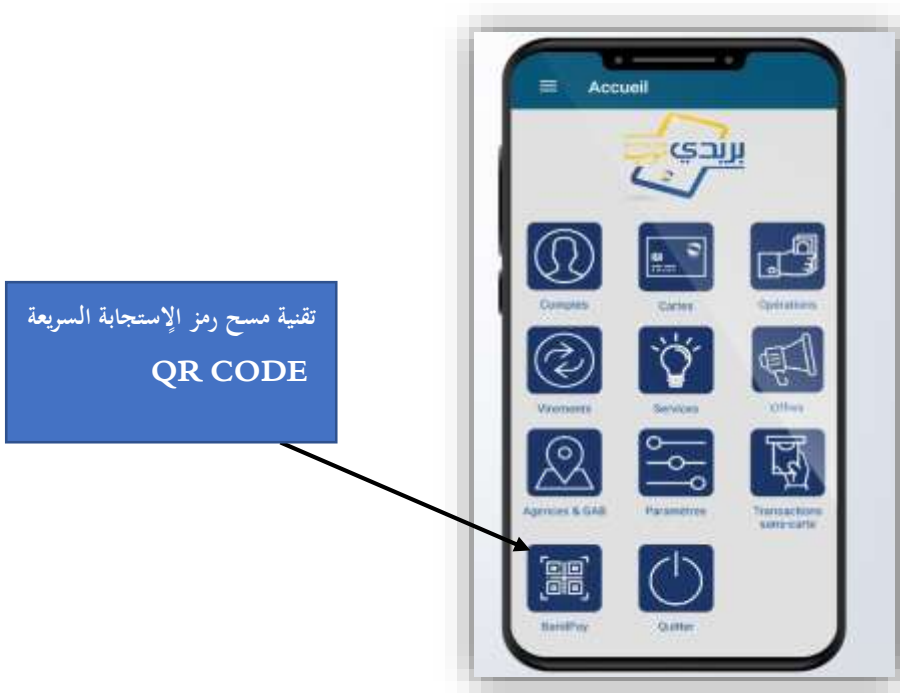 Accueil
بريدي
Comptes
Cartes
Opérations
تقنية مسح رمز الإستجابة السريعة
QR CODE
Virements
Services
Offres
Agences & GAB
Paramètres
Transactions
sans-carte
BaridiPay
Quitter